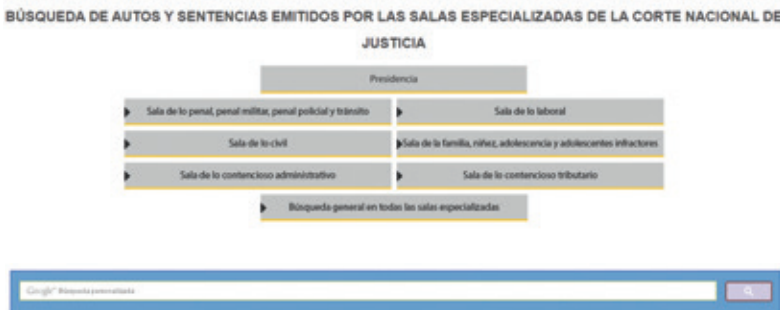 BÚSQUEDA DE AUTOS Y SENTENCIAS EMITIDOS POR LAS SALAS ESPECIALIZADAS DE LA CORTE NACIONAL DE
JUSTICIA
Presidencia
Sala de lo penal, penal militar, penal policial y tránsito
Sala de lo laboral
Sala de lo civil
Sala de la familia, niñez, adolescencia y adolescentes infractores
Sala de lo contencioso administrativo
Sala de lo contencioso tributario
Búsqueda general en todas las salas especializadas
Google Búsqueda personalizada